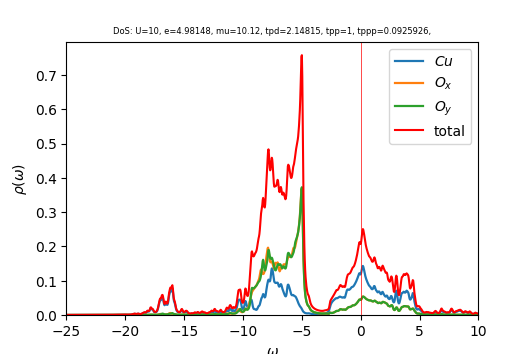 DoS: U=10, e=4.98148, mu=10.12, tpd=2.14815, tpp=1, tppp=0.0925926,
ρ(ω)
0.7
0.6
0.5
0.4
0.3
0.2
0.1
0.0
Cu
Oₓ
O_y
total
−25 −20 −15 −10 −5 0 5 10
ω